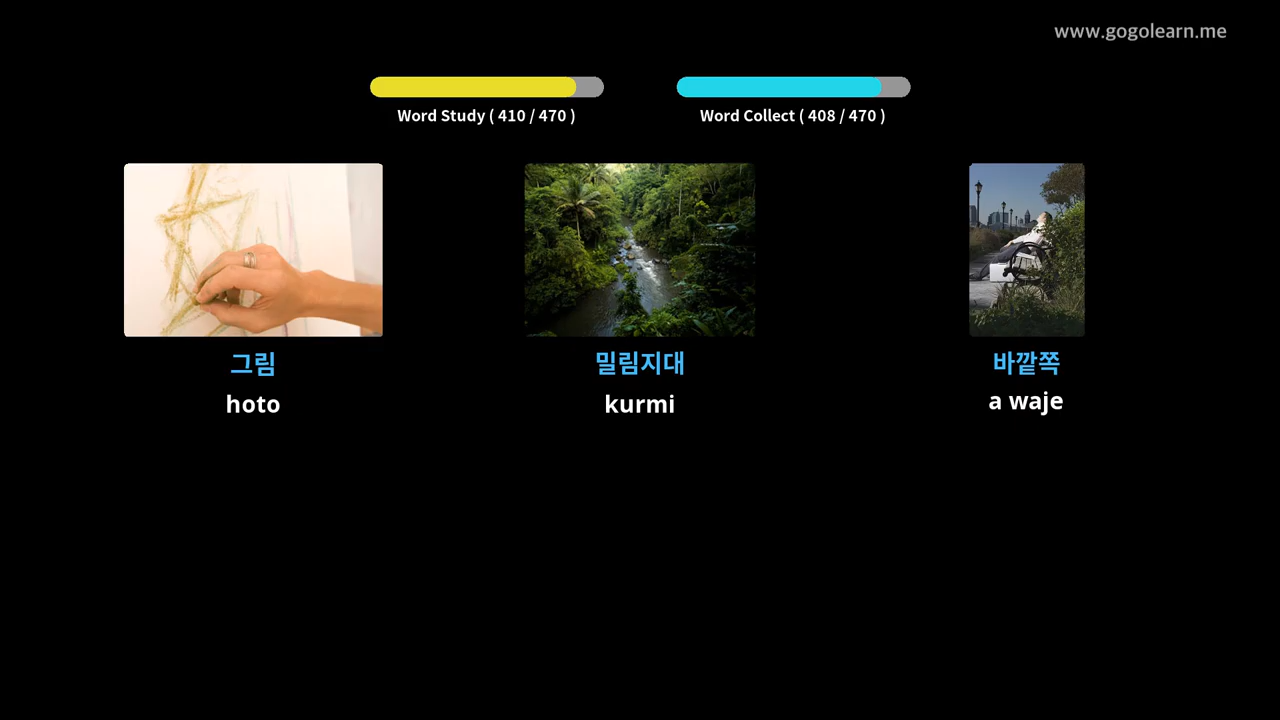 www.gogolearn.me
Word Study ( 410 / 470 )
Word Collect ( 408 / 470 )
그림
밀림지대
바깥쪽
hoto
kurmi
a waje